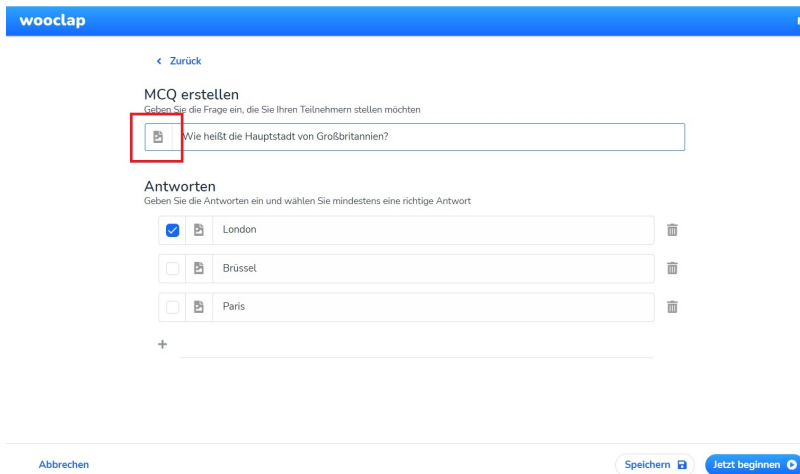 wooclap
Zurück
MCQ erstellen
Geben Sie die Frage ein, die Sie Ihren Teilnehmern stellen möchten
Wie heißt die Hauptstadt von Großbritannien?
Antworten
Geben Sie die Antworten ein und wählen Sie mindestens eine richtige Antwort
London
Brüssel
Paris
Abbrechen
Speichern
Jetzt beginnen